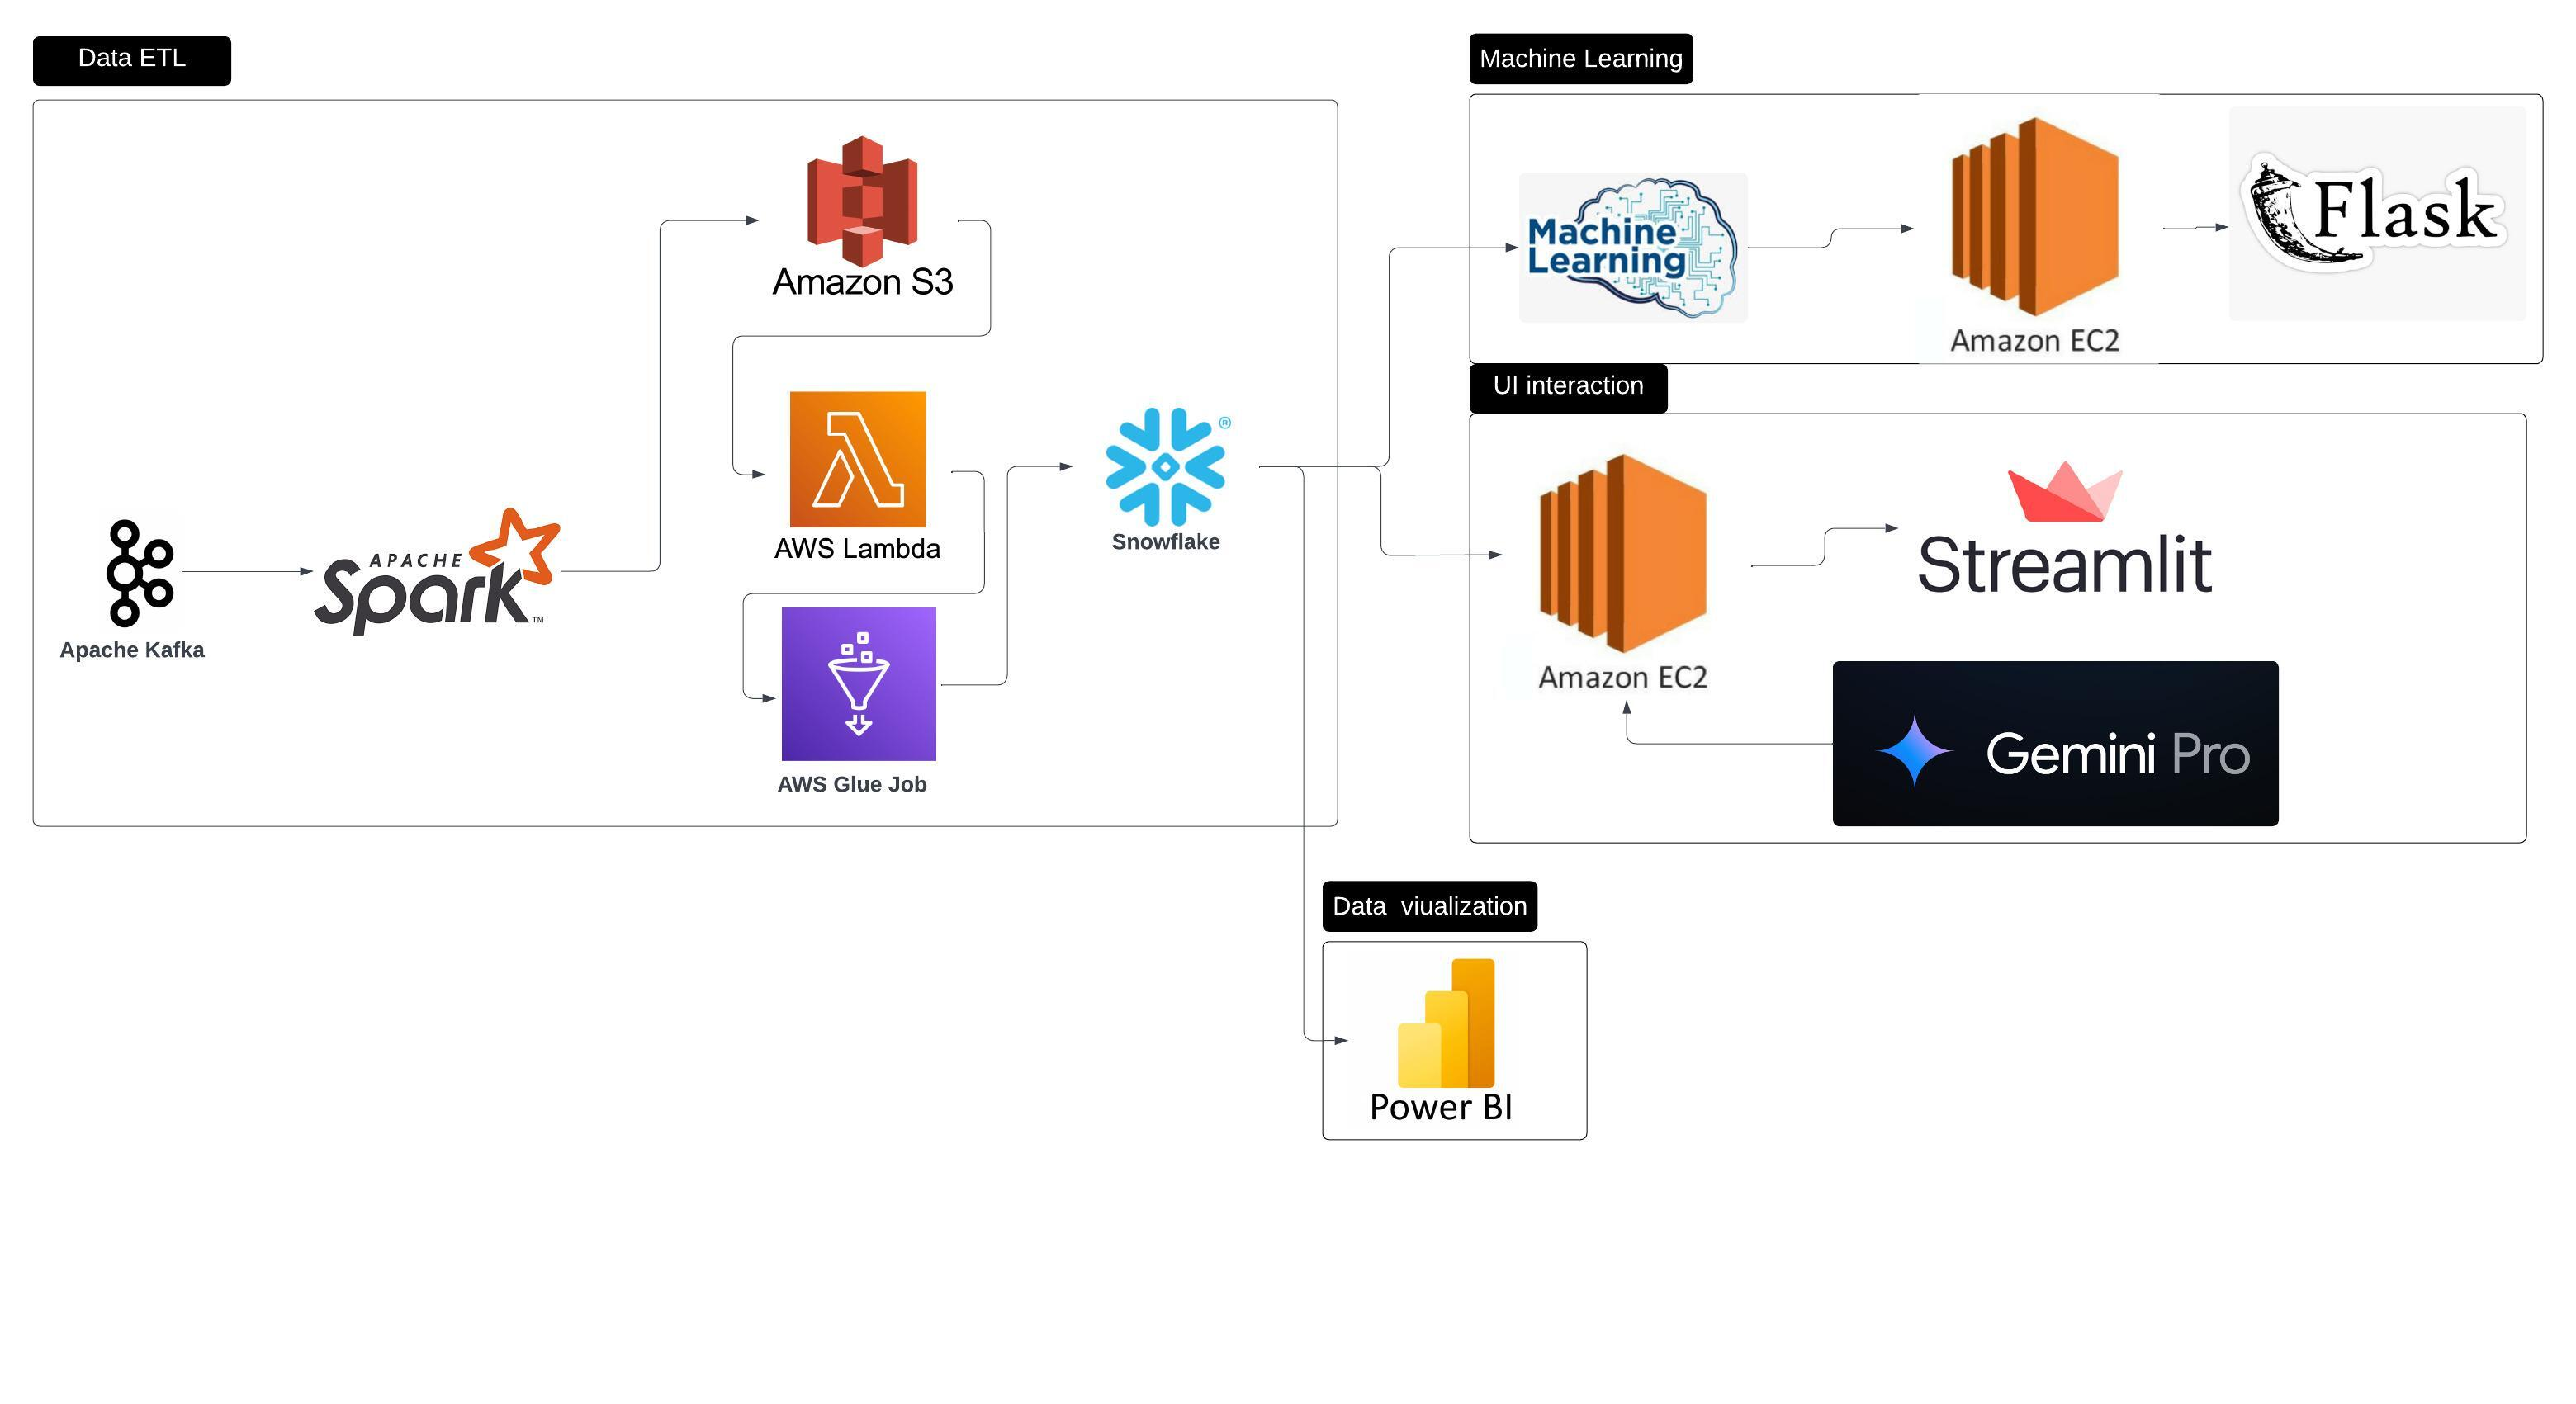 Data ETL
Amazon S3
AWS Lambda
AWS Glue Job
Apache Kafka
APACHE
Spark™
®
Snowflake
Machine Learning
Machine
Learning
Amazon EC2
Flask
UI interaction
Amazon EC2
Streamlit
Gemini Pro
Data  viualization
Power BI